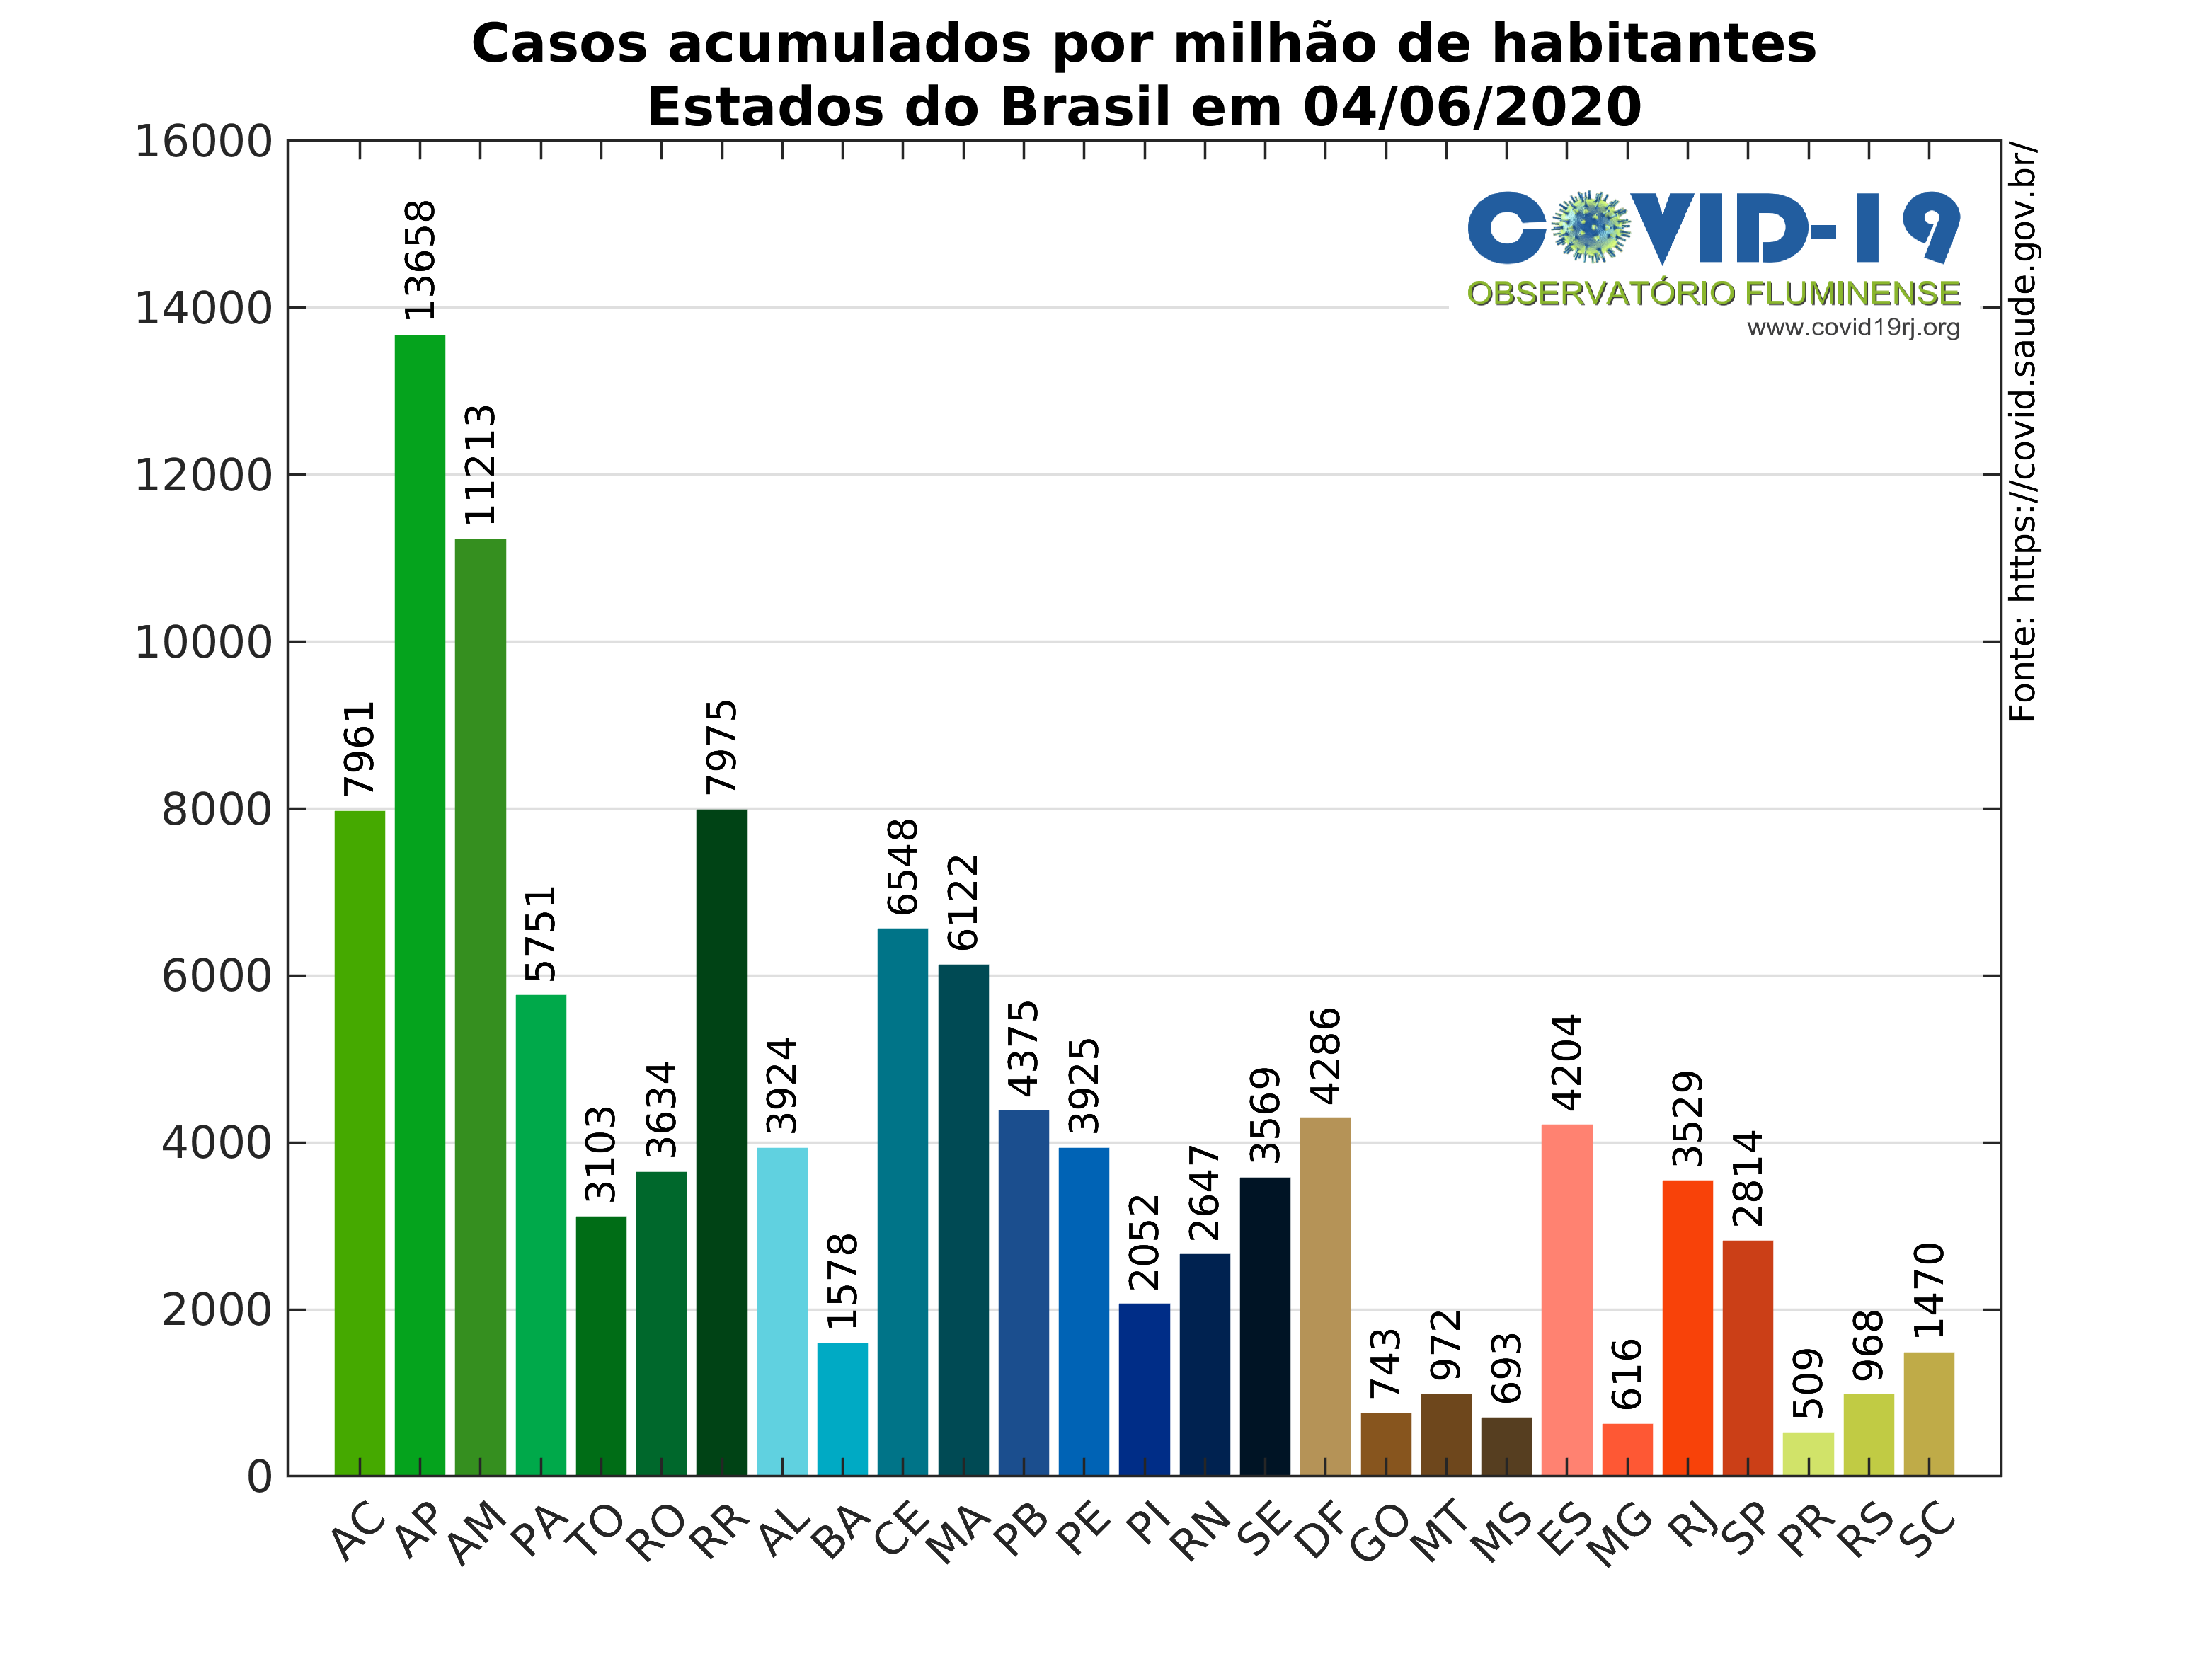 Casos acumulados por milhão de habitantes
Estados do Brasil em 04/06/2020
16000
14000
12000
10000
8000
6000
4000
2000
0
7961
13658
11213
5751
3103
3634
7975
3924
1578
6548
6122
4375
3925
2052
2647
3569
4286
743
972
693
4204
616
3529
2814
509
968
1470
AC
AP
AM
PA
TO
RO
RR
AL
BA
CE
MA
PB
PE
PI
RN
SE
DF
GO
MT
MS
ES
MG
RJ
SP
PR
RS
SC
COVID-19
OBSERVATÓRIO FLUMINENSE
www.covid19rj.org
Fonte: https://covid.saude.gov.br/